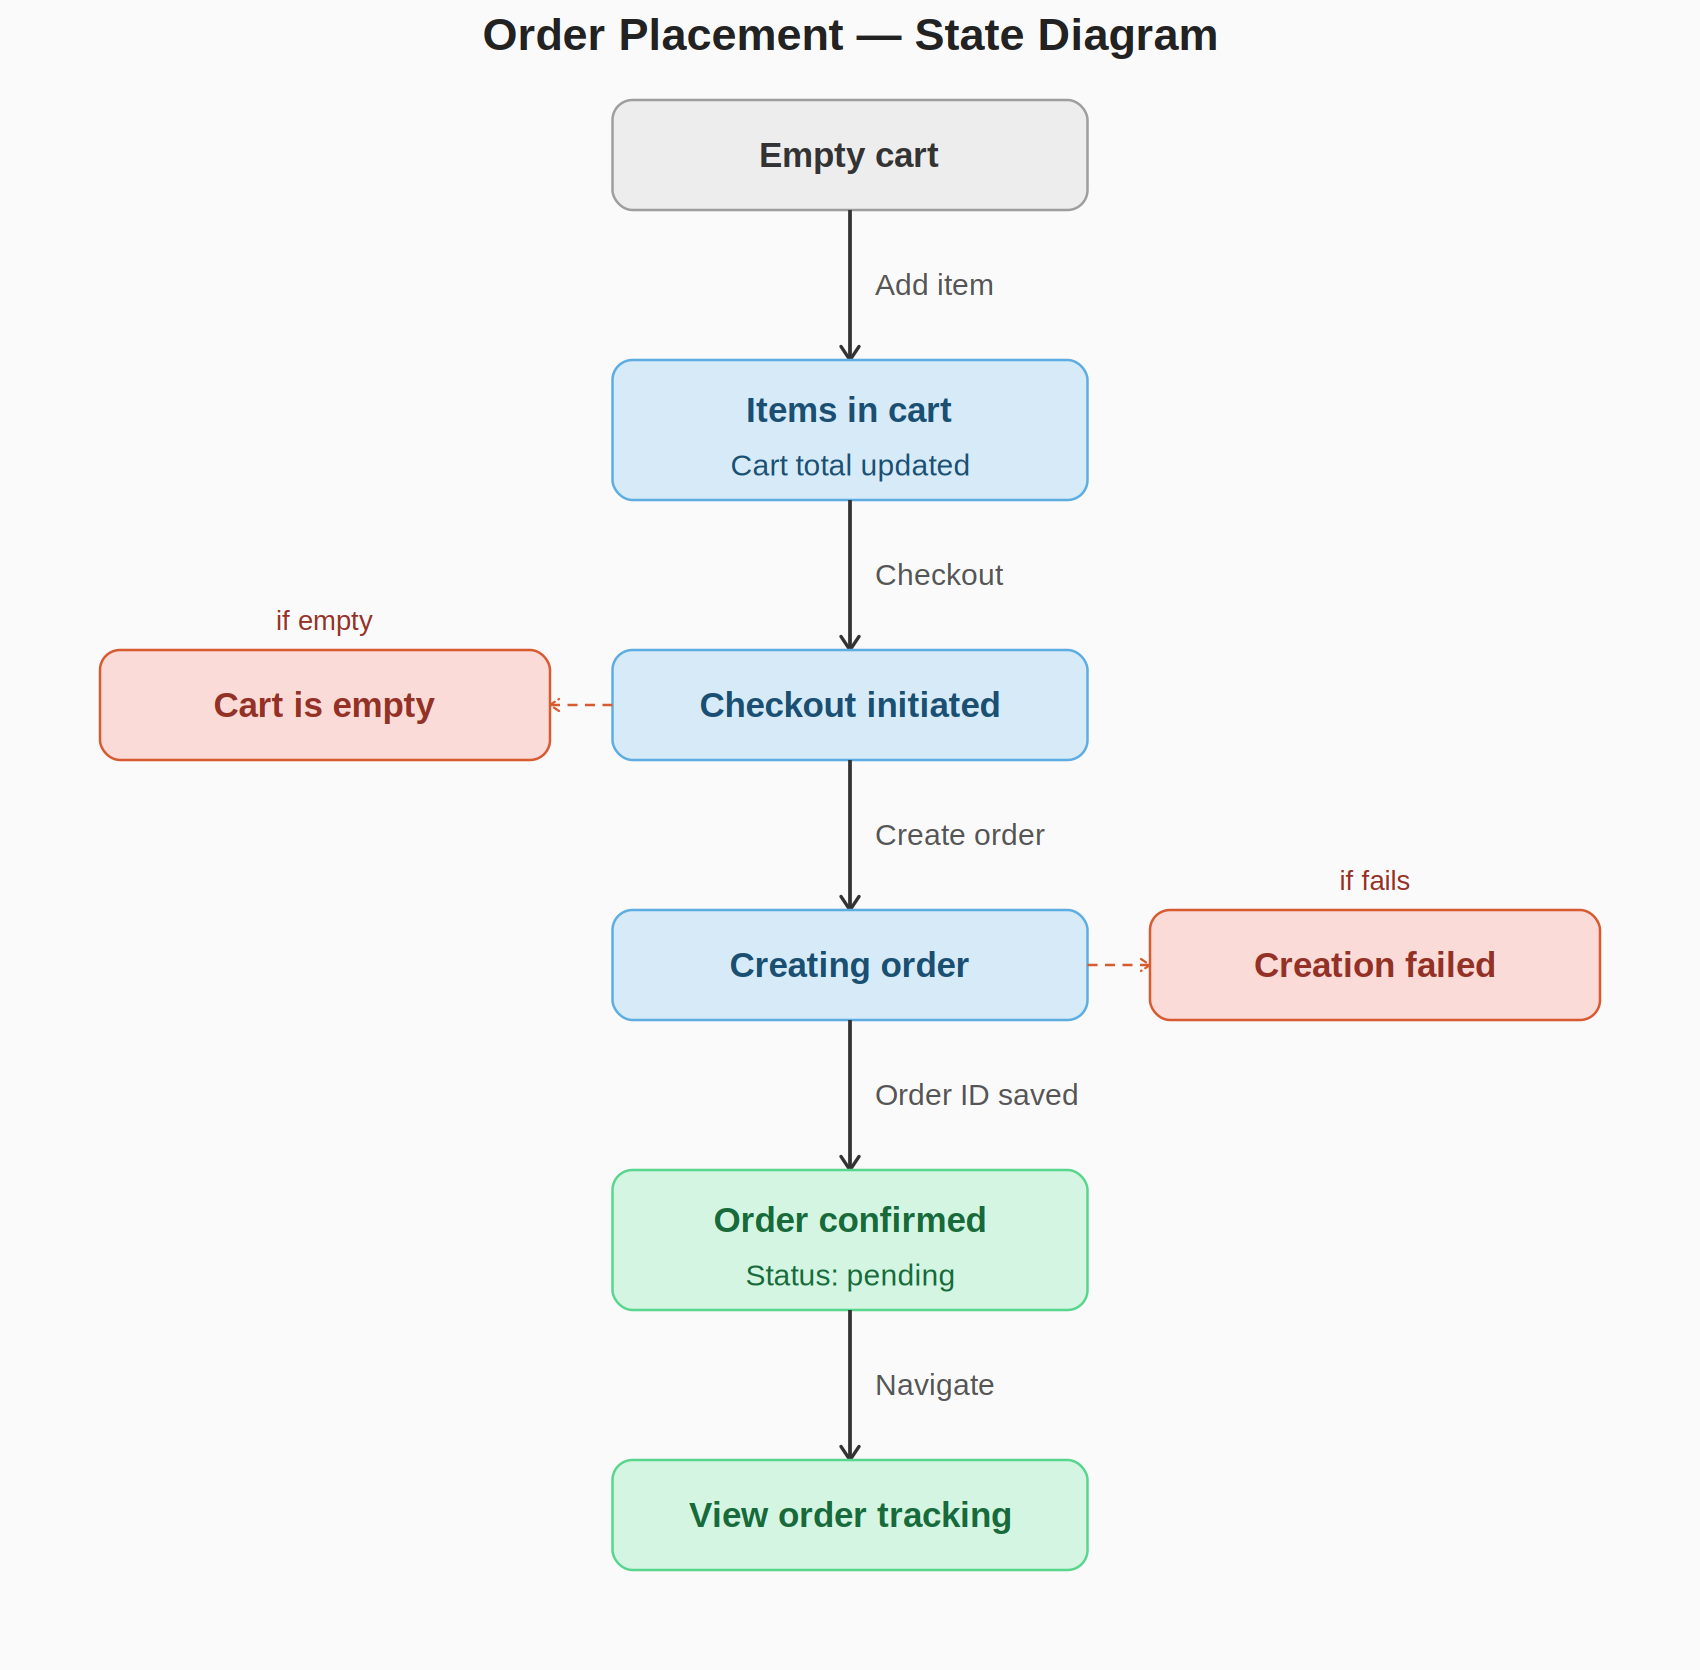 Order Placement — State Diagram
Empty cart
Add item
Items in cart
Cart total updated
Checkout
if empty
Cart is empty
Checkout initiated
Create order
if fails
Creating order
Creation failed
Order ID saved
Order confirmed
Status: pending
Navigate
View order tracking